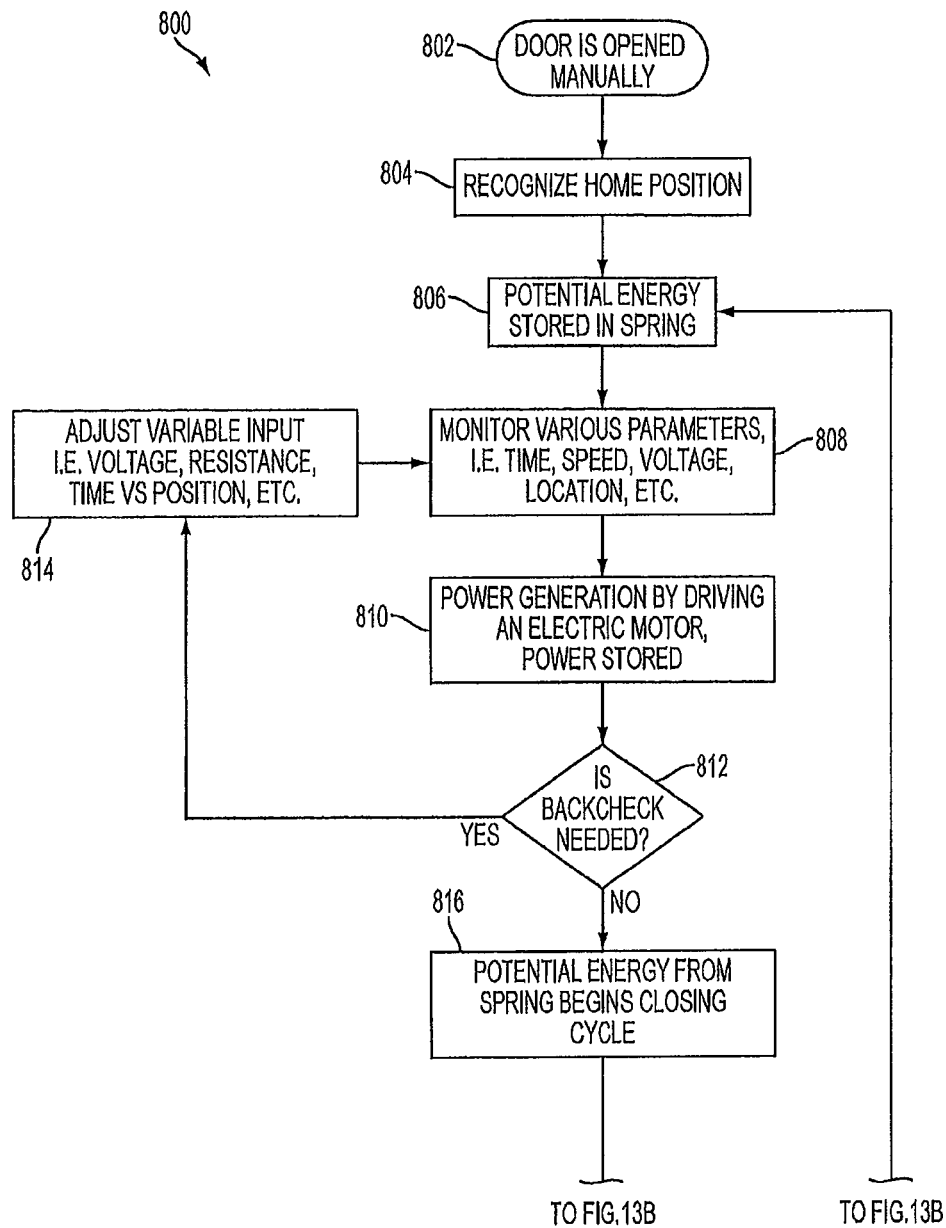 800
802
DOOR IS OPENED
MANUALLY
804
RECOGNIZE HOME POSITION
806
POTENTIAL ENERGY
STORED IN SPRING
ADJUST VARIABLE INPUT
I.E. VOLTAGE, RESISTANCE,
TIME VS POSITION, ETC.
814
MONITOR VARIOUS PARAMETERS,
I.E. TIME, SPEED, VOLTAGE,
LOCATION, ETC.
808
810
POWER GENERATION BY DRIVING
AN ELECTRIC MOTOR,
POWER STORED
812
IS
BACKCHECK
NEEDED?
YES
NO
816
POTENTIAL ENERGY FROM
SPRING BEGINS CLOSING
CYCLE
TO FIG.13B
TO FIG.13B